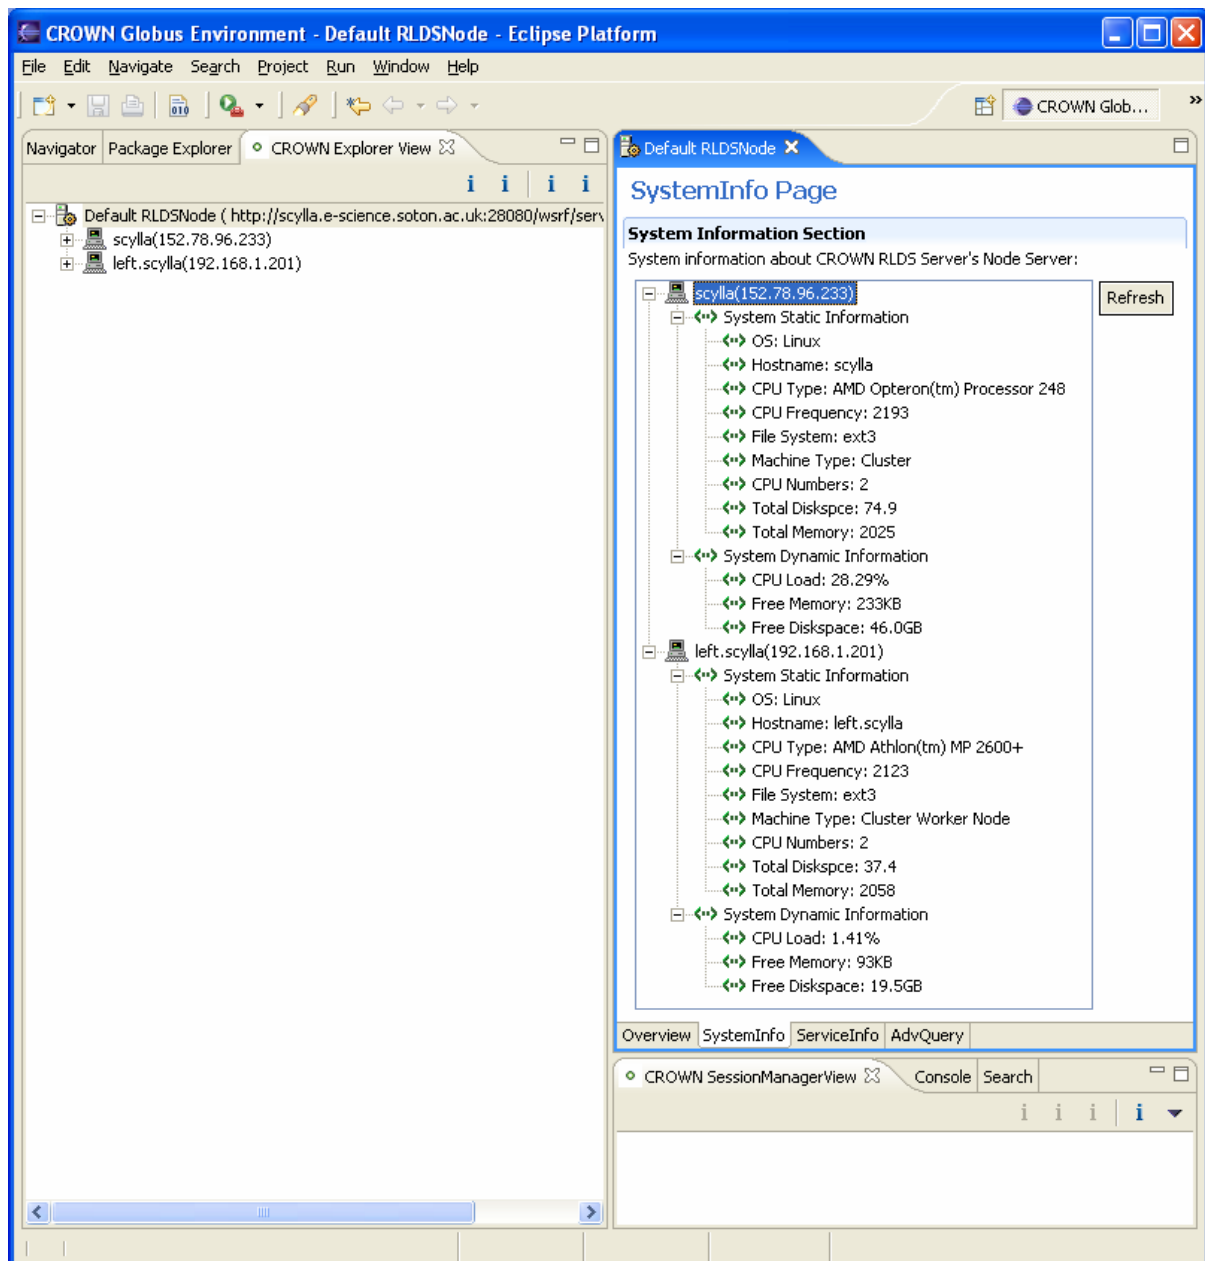 CROWN Globus Environment - Default RLDSNode - Eclipse Platform
File Edit Navigate Search Project Run Window Help
CROWN Glob...
Navigator Package Explorer CROWN Explorer View
Default RLDSNode ( http://scylla.e-science.soton.ac.uk:28080/wsrf/serv
scylla(152.78.96.233)
left.scylla(192.168.1.201)
Default RLDSNode
SystemInfo Page
System Information Section
System information about CROWN RLDS Server's Node Server:
Refresh
scylla(152.78.96.233)
System Static Information
OS: Linux
Hostname: scylla
CPU Type: AMD Opteron(tm) Processor 248
CPU Frequency: 2193
File System: ext3
Machine Type: Cluster
CPU Numbers: 2
Total Diskspce: 74.9
Total Memory: 2025
System Dynamic Information
CPU Load: 28.29%
Free Memory: 233KB
Free Diskspace: 46.0GB
left.scylla(192.168.1.201)
System Static Information
OS: Linux
Hostname: left.scylla
CPU Type: AMD Athlon(tm) MP 2600+
CPU Frequency: 2123
File System: ext3
Machine Type: Cluster Worker Node
CPU Numbers: 2
Total Diskspce: 37.4
Total Memory: 2058
System Dynamic Information
CPU Load: 1.41%
Free Memory: 93KB
Free Diskspace: 19.5GB
Overview SystemInfo ServiceInfo AdvQuery
CROWN SessionManagerView Console Search